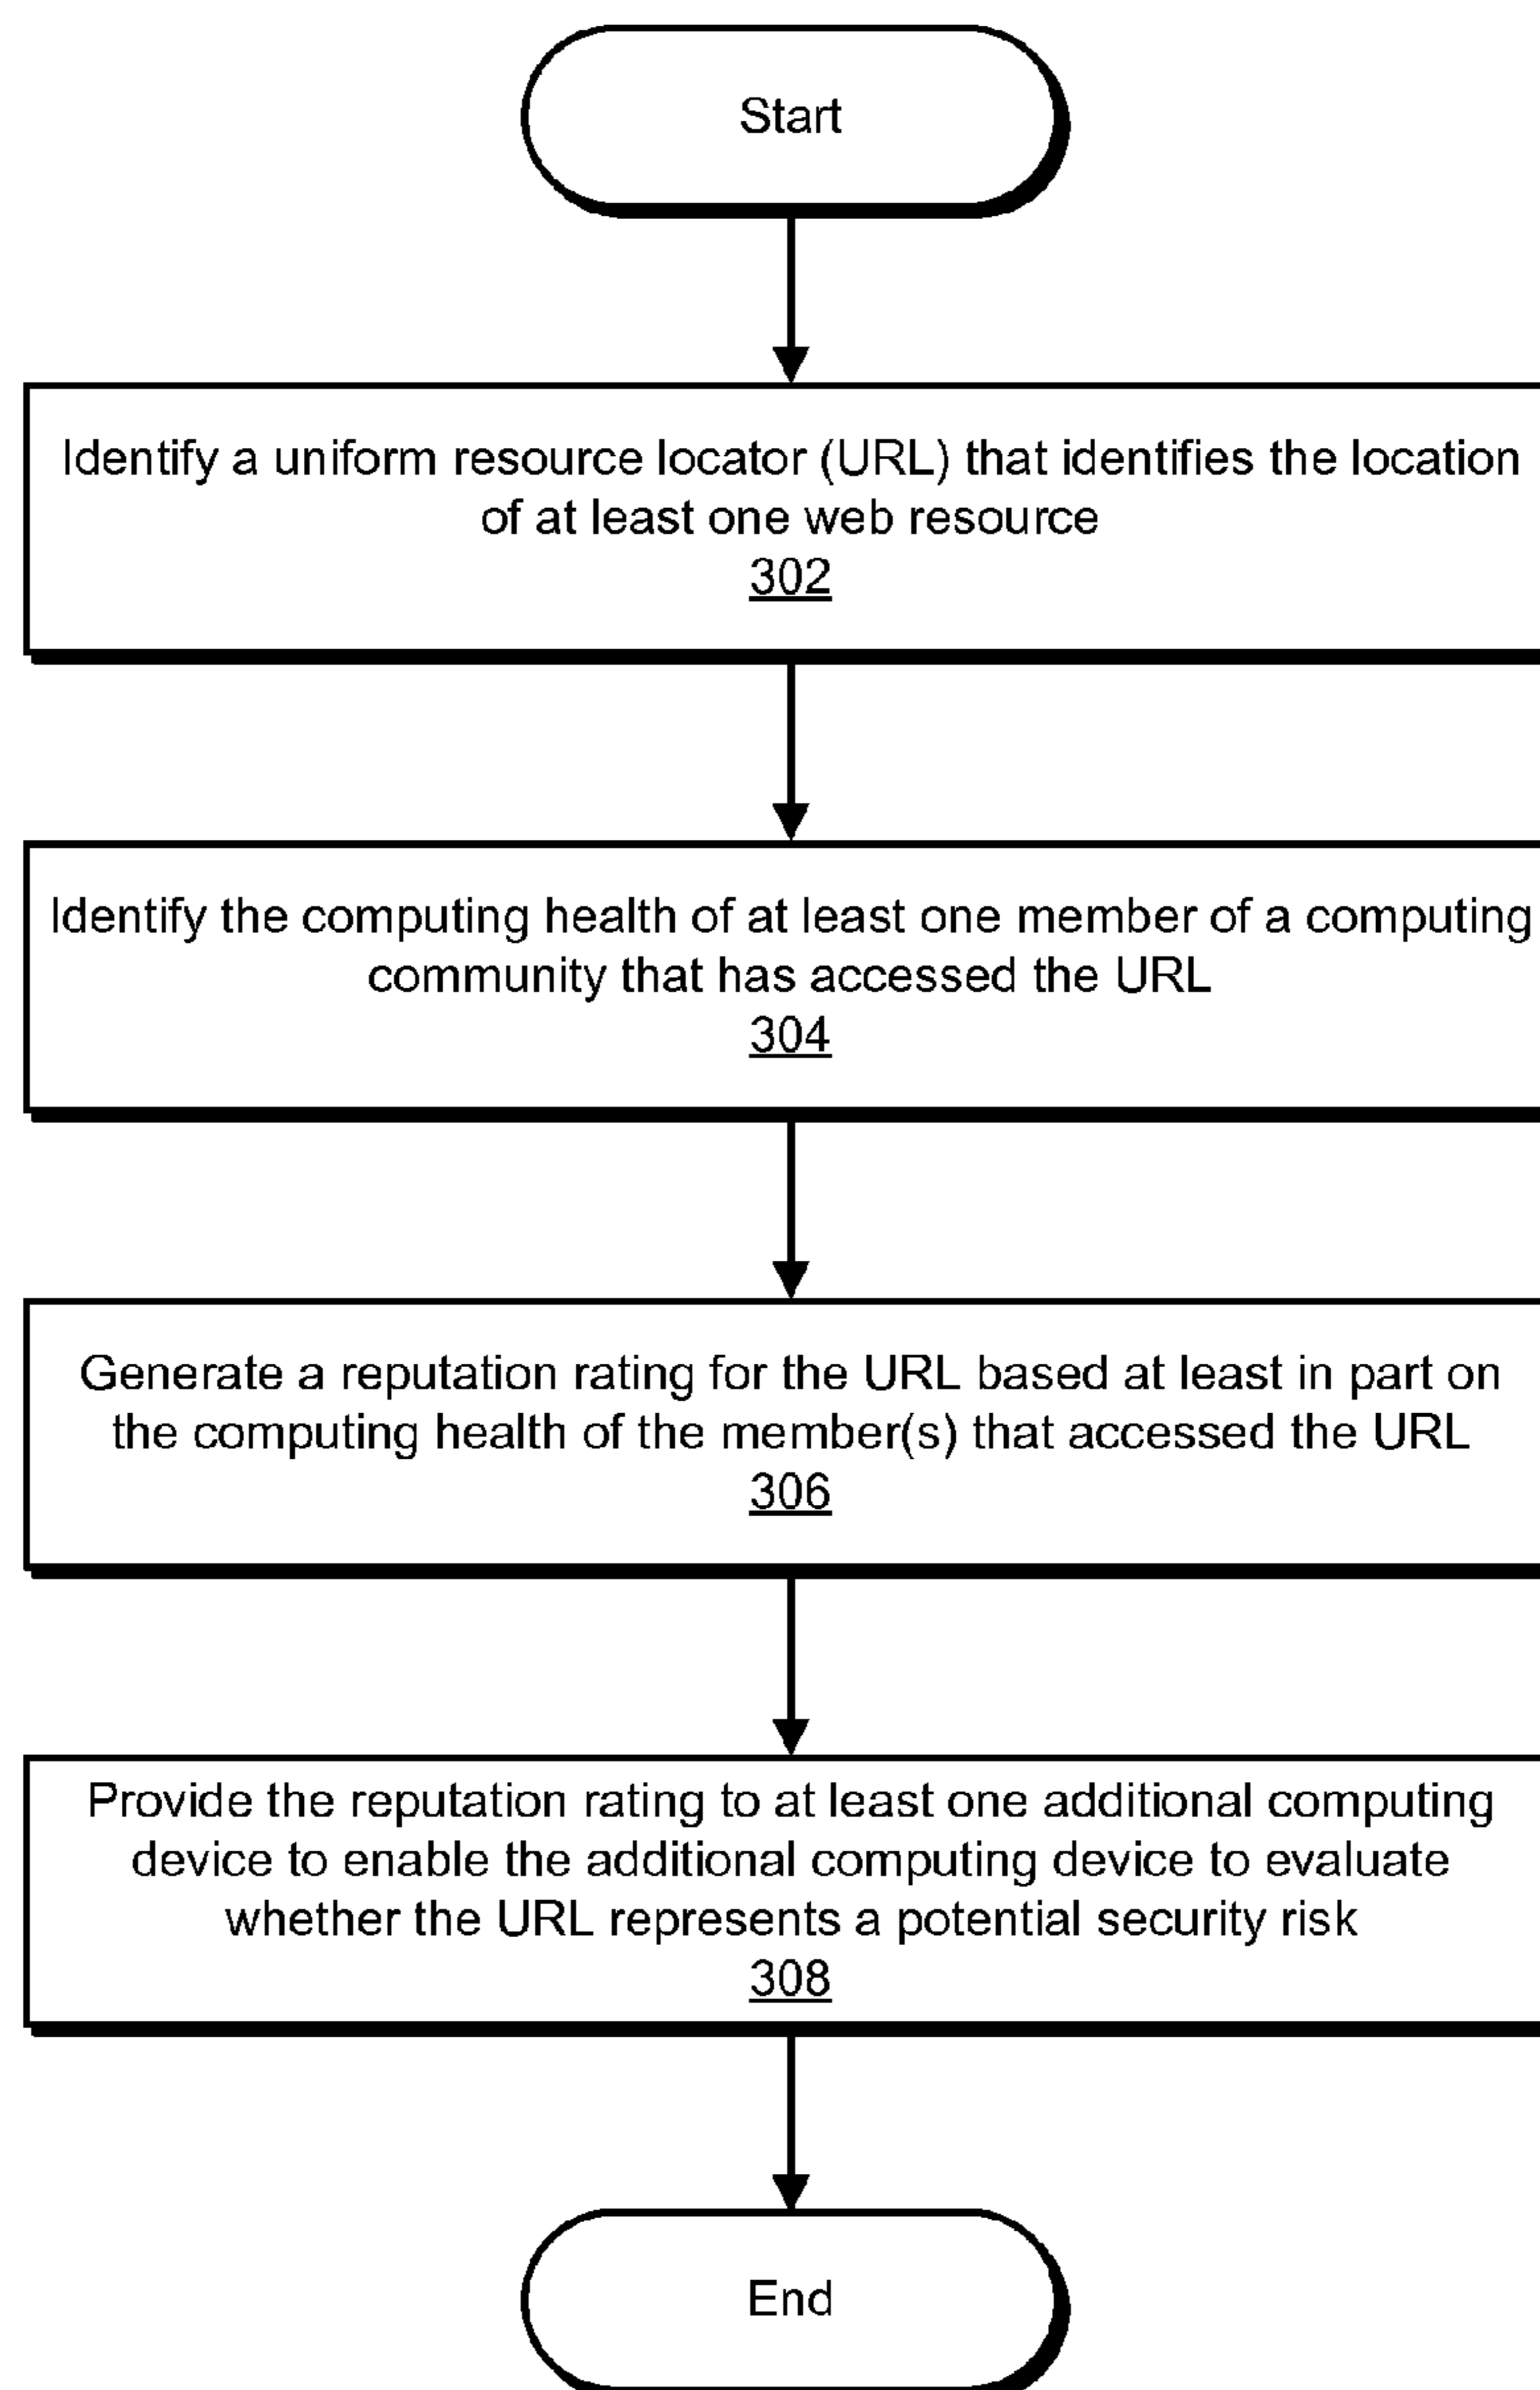 Start
Identify a uniform resource locator (URL) that identifies the location
of at least one web resource
302
Identify the computing health of at least one member of a computing
community that has accessed the URL
304
Generate a reputation rating for the URL based at least in part on
the computing health of the member(s) that accessed the URL
306
Provide the reputation rating to at least one additional computing
device to enable the additional computing device to evaluate
whether the URL represents a potential security risk
308
End